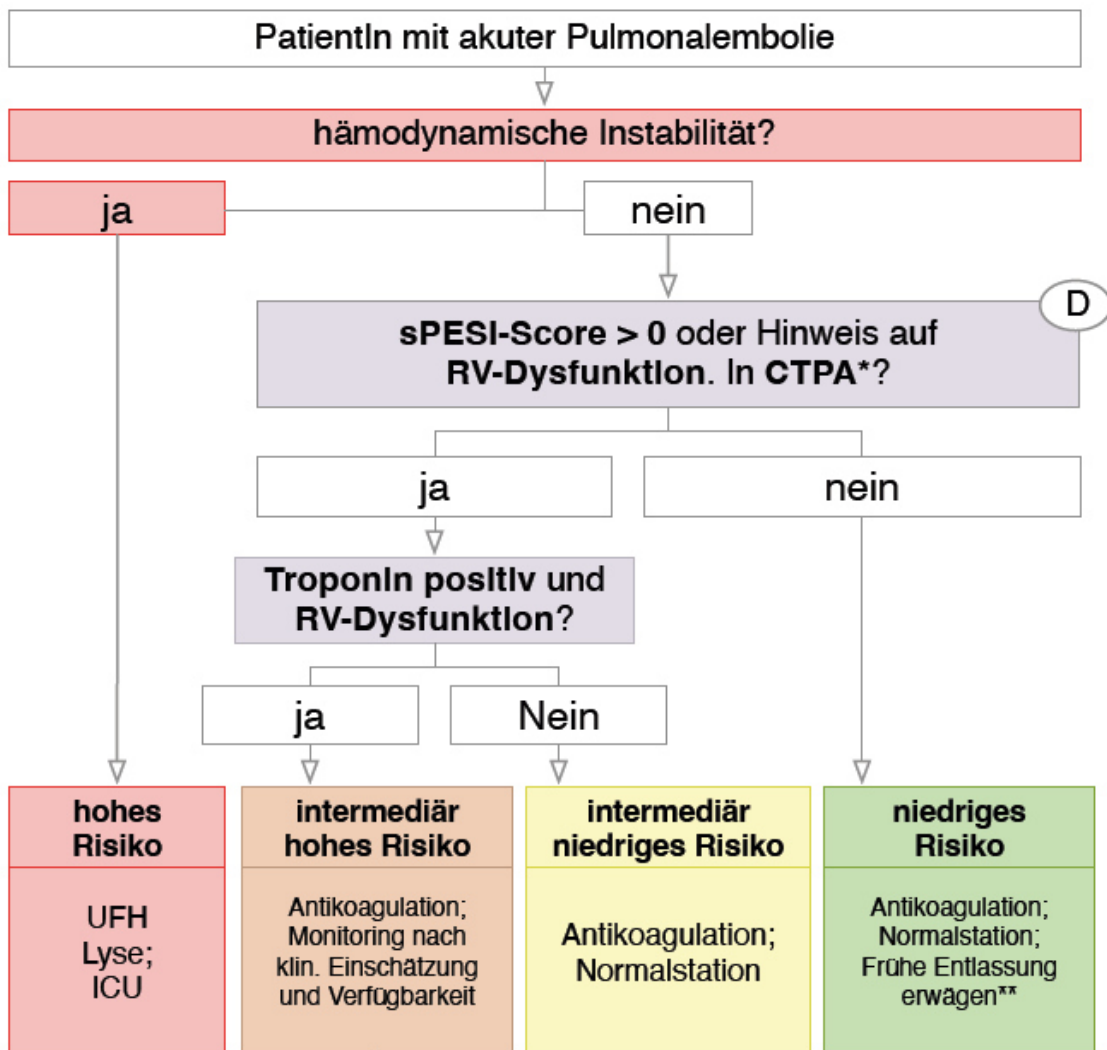 PatientIn mit akuter Pulmonalembolie
hämodynamische Instabilität?
ja
nein
D
sPESI-Score > 0 oder Hinweis auf
RV-Dysfunktion. In CTPA*?
ja
nein
Troponin positiv und
RV-Dysfunktion?
ja
Nein
hohes
Risiko
UFH
Lyse;
ICU
intermediär
hohes Risiko
Antikoagulation;
Monitoring nach
klin. Einschätzung
und Verfügbarkeit
intermediär
niedriges Risiko
Antikoagulation;
Normalstation
niedriges
Risiko
Antikoagulation;
Normalstation;
Frühe Entlassung
erwägen**